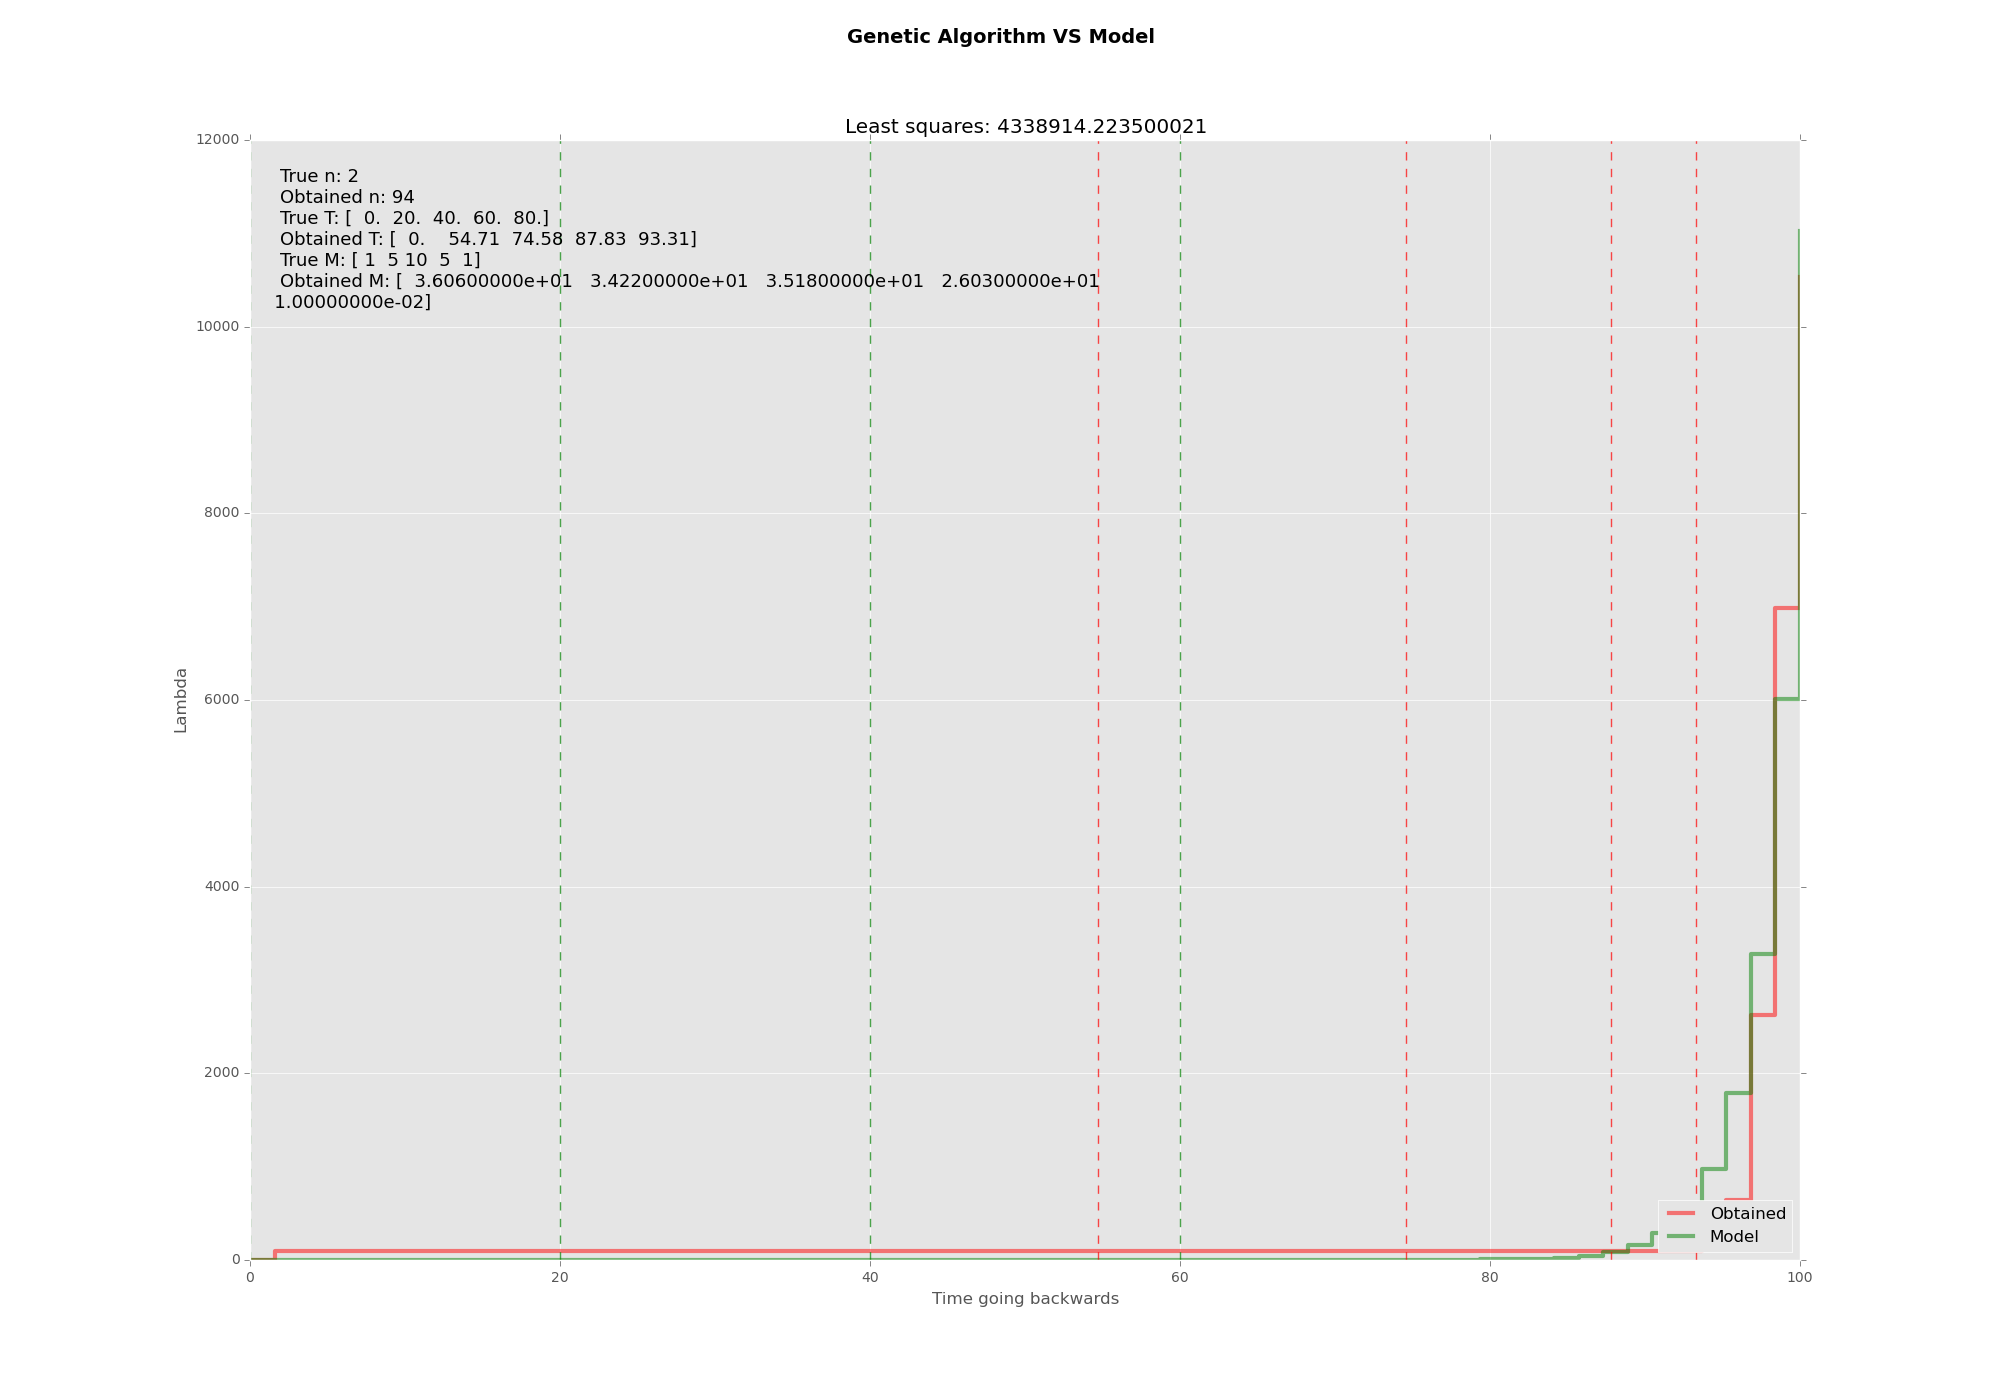 Genetic Algorithm VS Model
Least squares: 4338914.223500021
12000
10000
8000
6000
4000
2000
0
True n: 2
Obtained n: 94
True T: [  0.  20.  40.  60.  80.]
Obtained T: [  0.    54.71  74.58  87.83  93.31]
True M: [ 1  5 10  5  1]
Obtained M: [  3.60600000e+01   3.42200000e+01   3.51800000e+01   2.60300000e+01
1.00000000e-02]
Lambda
Obtained
Model
0 20 40 60 80 100
Time going backwards